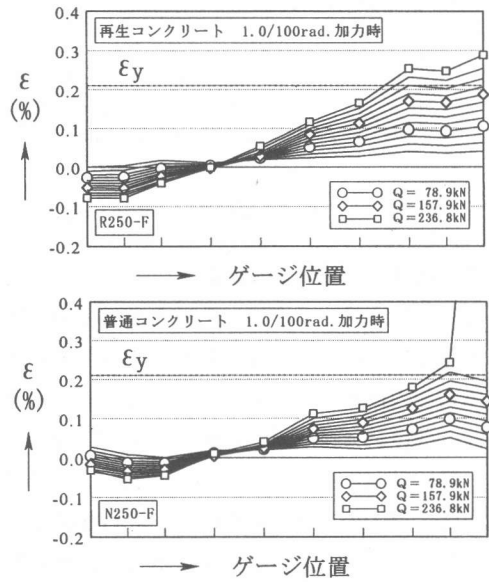 再生コンクリート 1.0/100rad.加力時
0.4
0.3
0.2
0.1
0.0
-0.1
-0.2
ε
(%)
εy
Q= 78.9kN
Q=157.9kN
Q=236.8kN
R250-F
ゲージ位置
普通コンクリート 1.0/100rad.加力時
0.4
0.3
0.2
0.1
0.0
-0.1
-0.2
ε
(%)
εy
Q= 78.9kN
Q=157.9kN
Q=236.8kN
N250-F
ゲージ位置